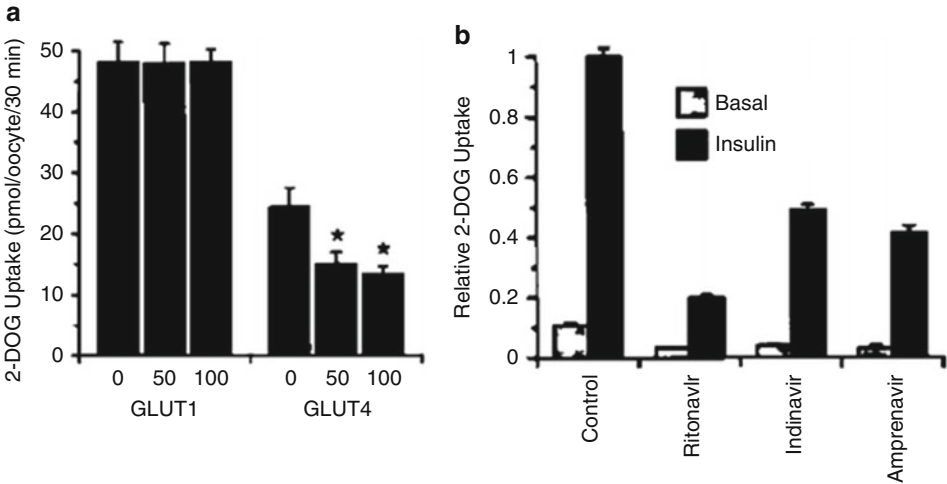 a
2-DOG Uptake (pmol/oocyte/30 min)
50
40
30
20
10
0
★ ★
0 50 100 0 50 100
GLUT1 GLUT4
b
Relative 2-DOG Uptake
1
0.8
0.6
0.4
0.2
0
Basal
Insulin
Control
RitonavIr
Indinavir
Amprenavir